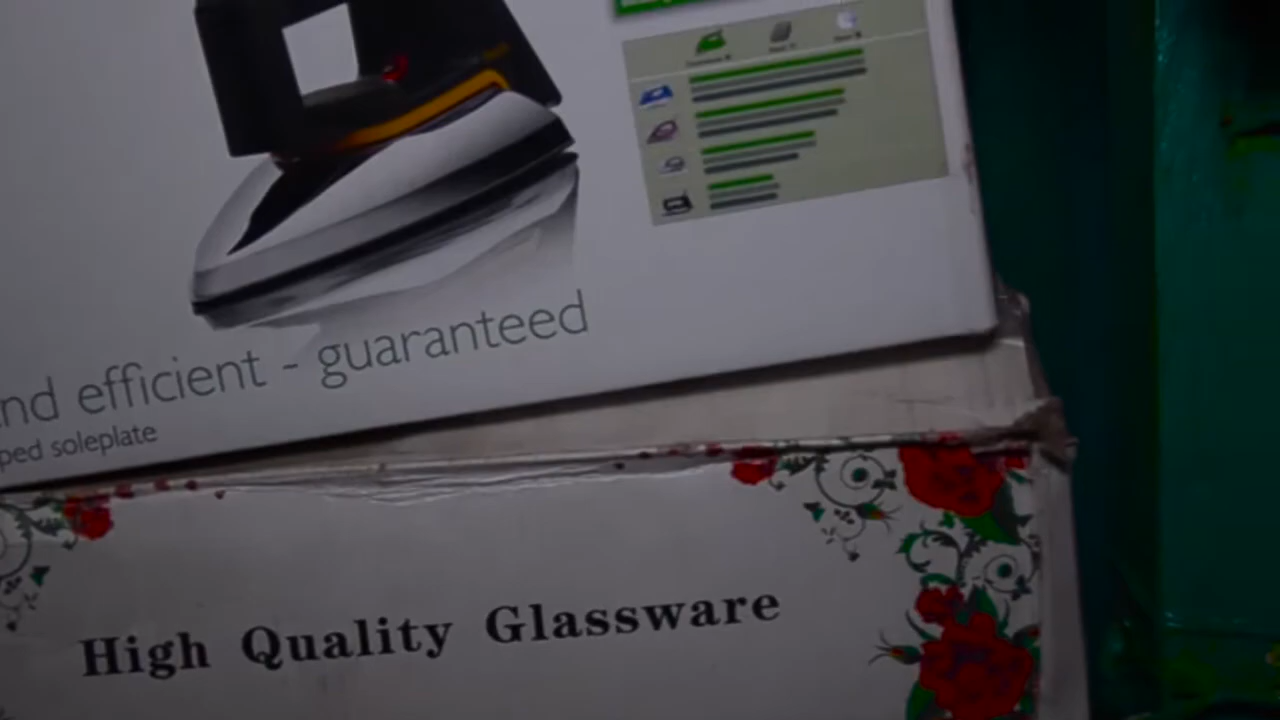 nd efficient - guaranteed
ped soleplate
High Quality Glassware